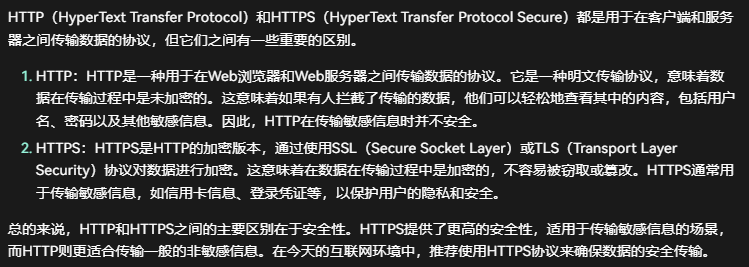 HTTP（HyperText Transfer Protocol）和HTTPS（HyperText Transfer Protocol Secure）都是用于在客户端和服务
器之间传输数据的协议，但它们之间有一些重要的区别。
1. HTTP：HTTP是一种用于在Web浏览器和Web服务器之间传输数据的协议。它是一种明文传输协议，意味着数
据在传输过程中是未加密的。这意味着如果有人拦截了传输的数据，他们可以轻松地查看其中的内容，包括用户
名、密码以及其他敏感信息。因此，HTTP在传输敏感信息时并不安全。
2. HTTPS：HTTPS是HTTP的加密版本，通过使用SSL（Secure Socket Layer）或TLS（Transport Layer
Security）协议对数据进行加密。这意味着在数据在传输过程中是加密的，不容易被窃取或篡改。HTTPS通常用
于传输敏感信息，如信用卡信息、登录凭证等，以保护用户的隐私和安全。
总的来说，HTTP和HTTPS之间的主要区别在于安全性。HTTPS提供了更高的安全性，适用于传输敏感信息的场景，
而HTTP则更适合传输一般的非敏感信息。在今天的互联网环境中，推荐使用HTTPS协议来确保数据的安全传输。